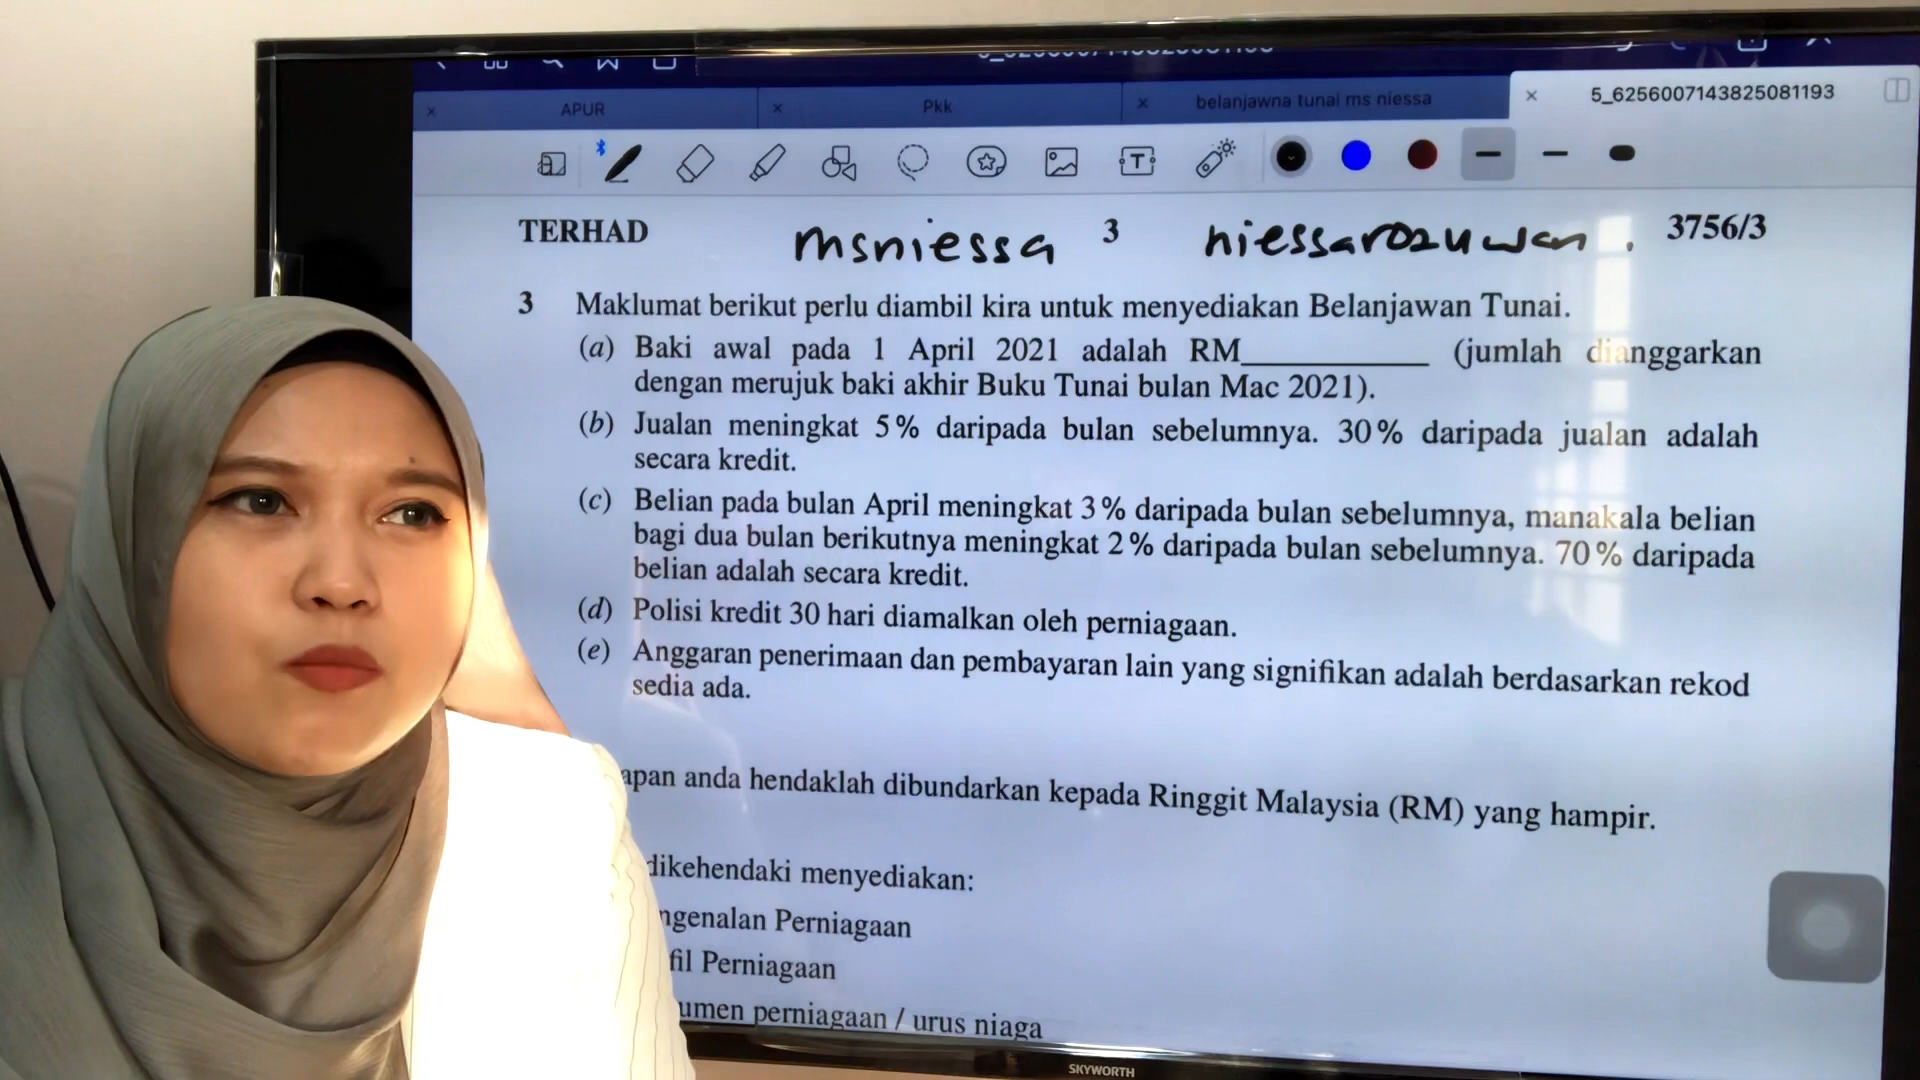 APUR
Pkk
belanjawna tunai ms niessa
5_6256007143825081193
TERHAD
msniessa
3
niessarozuwan.
3756/3
3 Maklumat berikut perlu diambil kira untuk menyediakan Belanjawan Tunai.
(a) Baki awal pada 1 April 2021 adalah RM__________ (jumlah dianggarkan
dengan merujuk baki akhir Buku Tunai bulan Mac 2021).
(b) Jualan meningkat 5% daripada bulan sebelumnya. 30% daripada jualan adalah
secara kredit.
(c) Belian pada bulan April meningkat 3% daripada bulan sebelumnya, manakala belian
bagi dua bulan berikutnya meningkat 2% daripada bulan sebelumnya. 70% daripada
belian adalah secara kredit.
(d) Polisi kredit 30 hari diamalkan oleh perniagaan.
(e) Anggaran penerimaan dan pembayaran lain yang signifikan adalah berdasarkan rekod
sedia ada.
apan anda hendaklah dibundarkan kepada Ringgit Malaysia (RM) yang hampir.
dikehendaki menyediakan:
ngenalan Perniagaan
fil Perniagaan
umen perniagaan / urus niaga
SKYWORTH